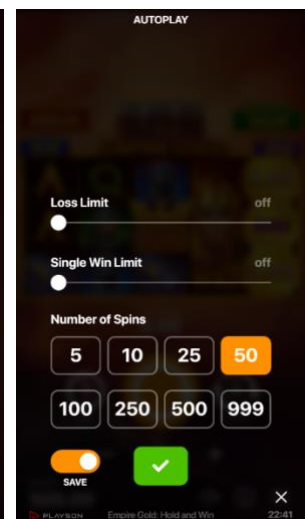 AUTOPLAY
Loss Limit off
Single Win Limit off
Number of Spins
5 10 25 50
100 250 500 999
SAVE
PLAYSON Empire Gold: Hold and Win 22:41